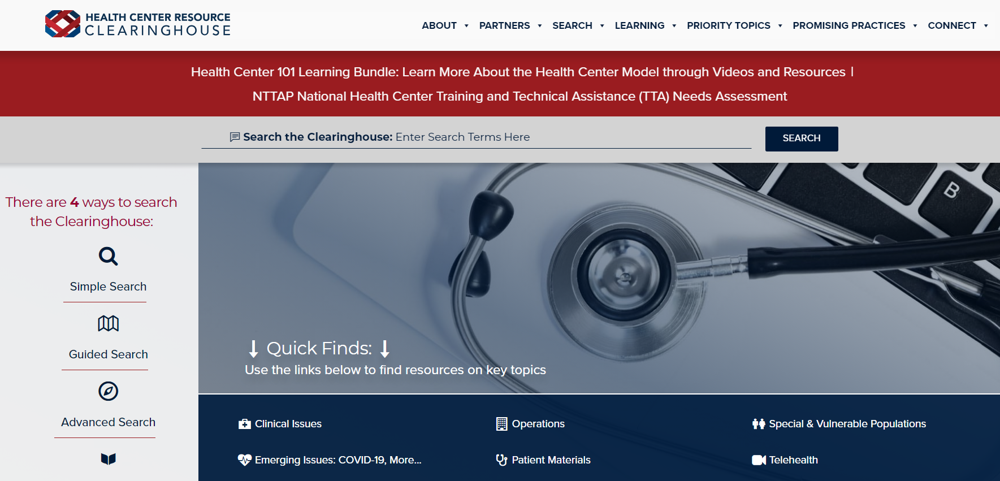 HEALTH CENTER RESOURCE
CLEARINGHOUSE
ABOUT PARTNERS SEARCH LEARNING PRIORITY TOPICS PROMISING PRACTICES CONNECT
Health Center 101 Learning Bundle: Learn More About the Health Center Model through Videos and Resources |
NTTAP National Health Center Training and Technical Assistance (TTA) Needs Assessment
Search the Clearinghouse: Enter Search Terms Here
SEARCH
There are 4 ways to search
the Clearinghouse:
Simple Search
Guided Search
Advanced Search
B
Quick Finds:
Use the links below to find resources on key topics
Clinical Issues
Operations
Special & Vulnerable Populations
Emerging Issues: COVID-19, More...
Patient Materials
Telehealth